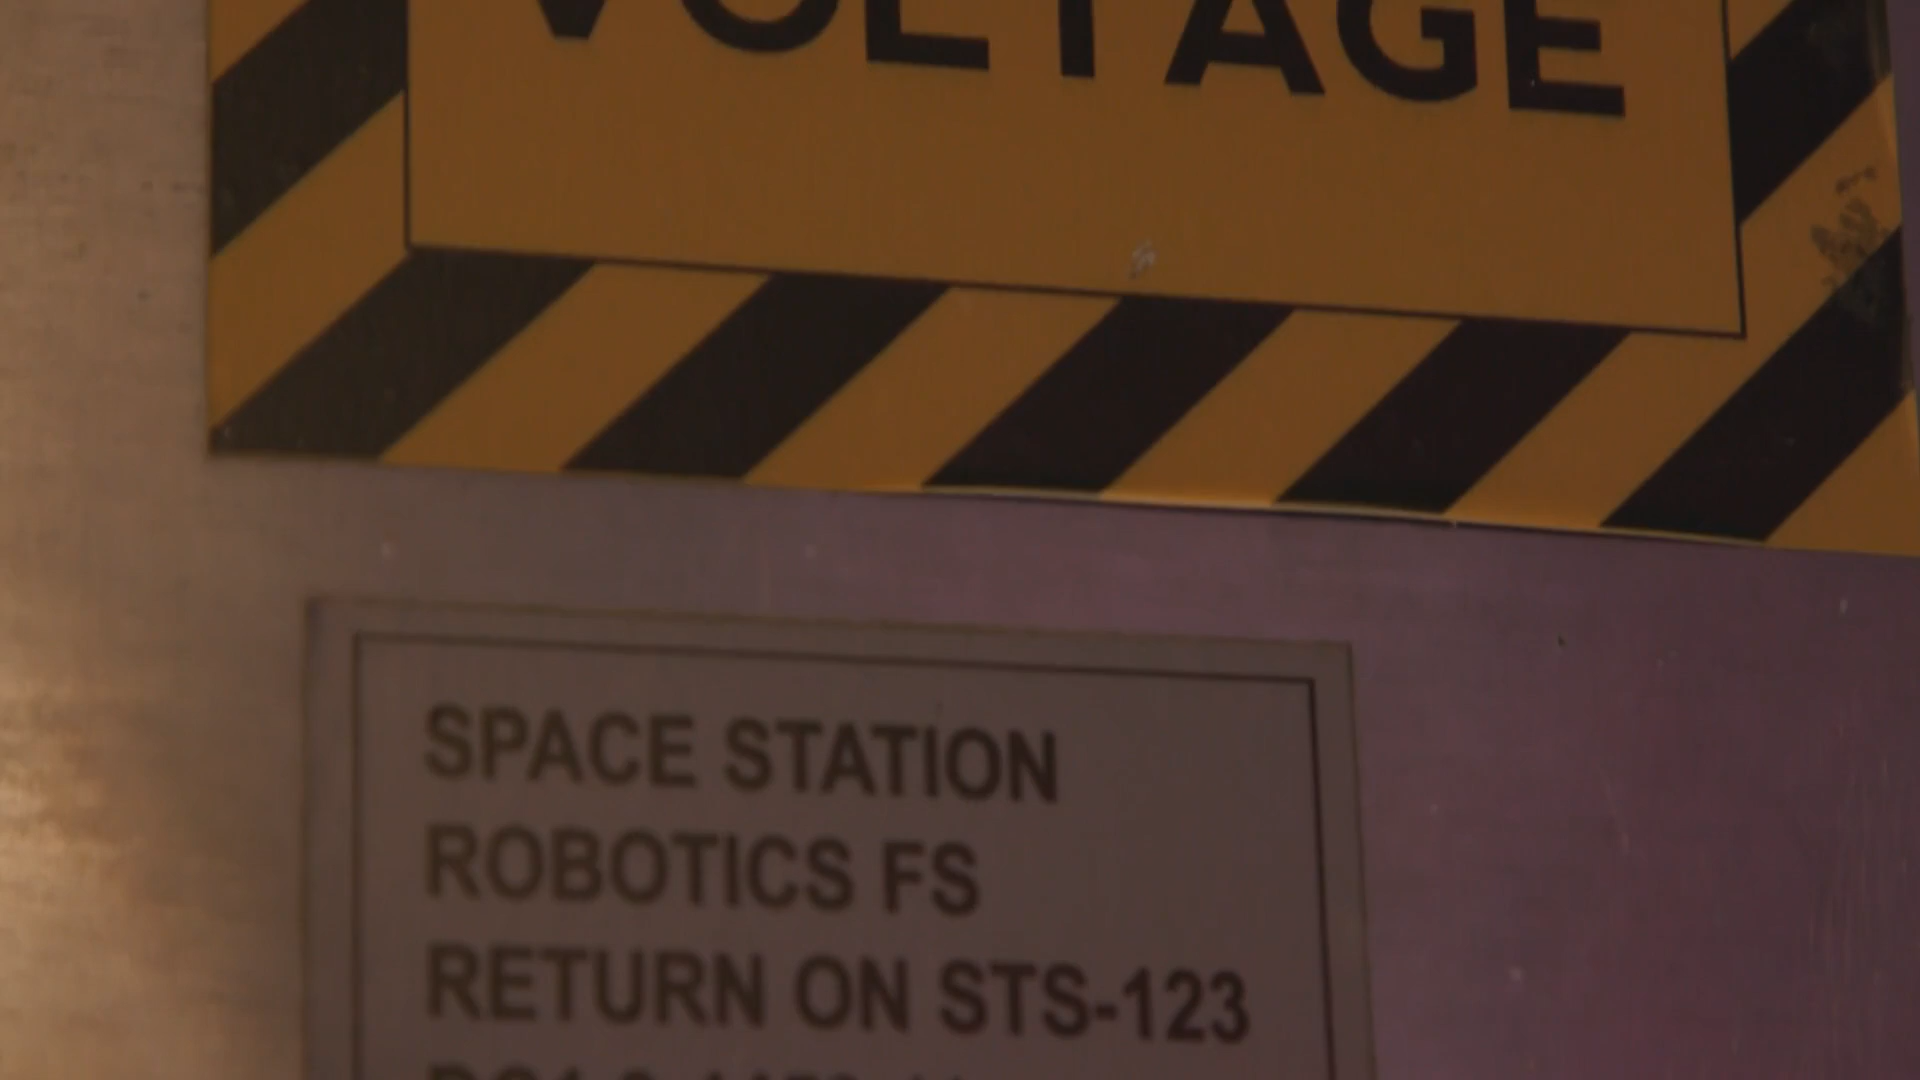 VOLTAGE
SPACE STATION
ROBOTICS FS
RETURN ON STS-123